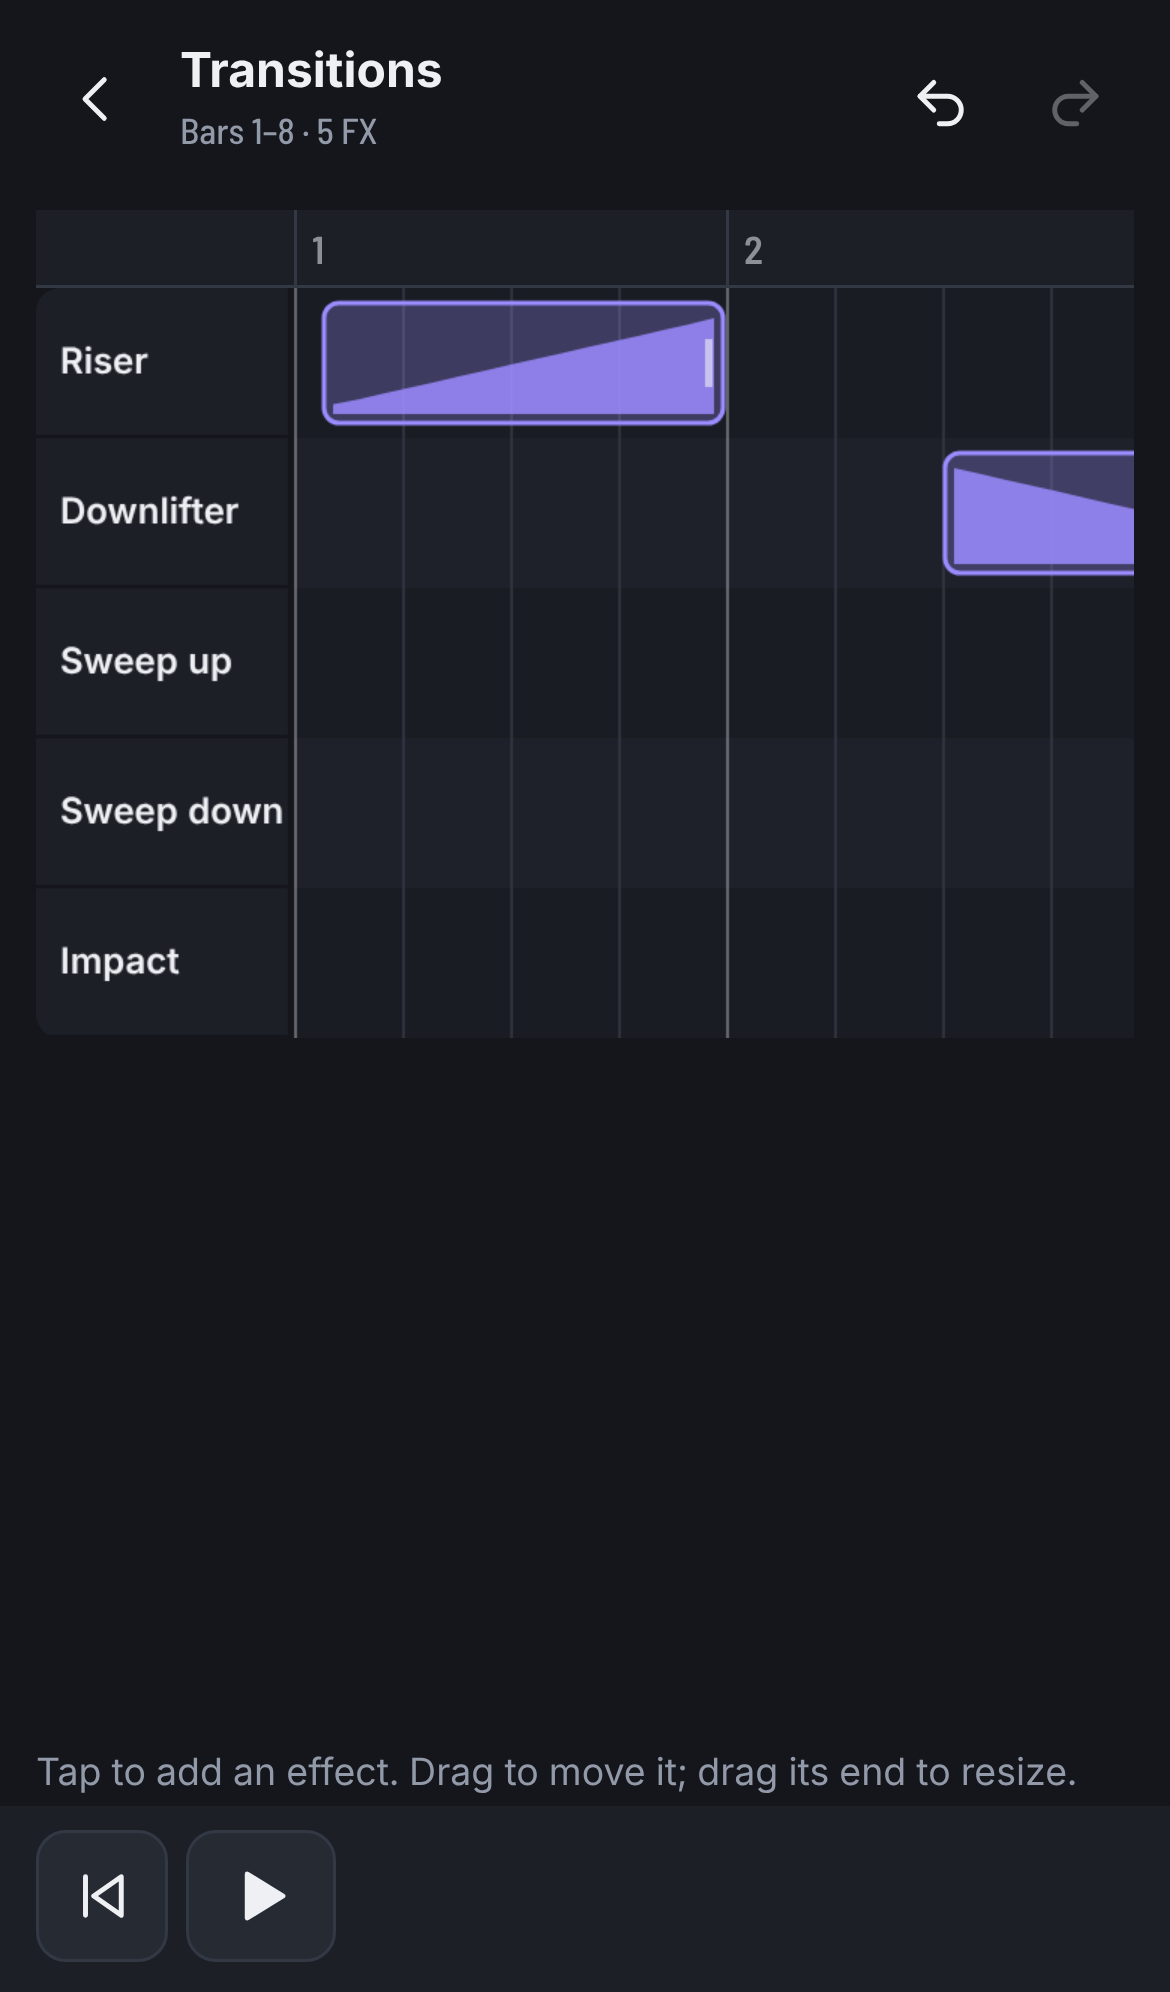 Transitions
Bars 1–8 · 5 FX
1 2
Riser
Downlifter
Sweep up
Sweep down
Impact
Tap to add an effect. Drag to move it; drag its end to resize.